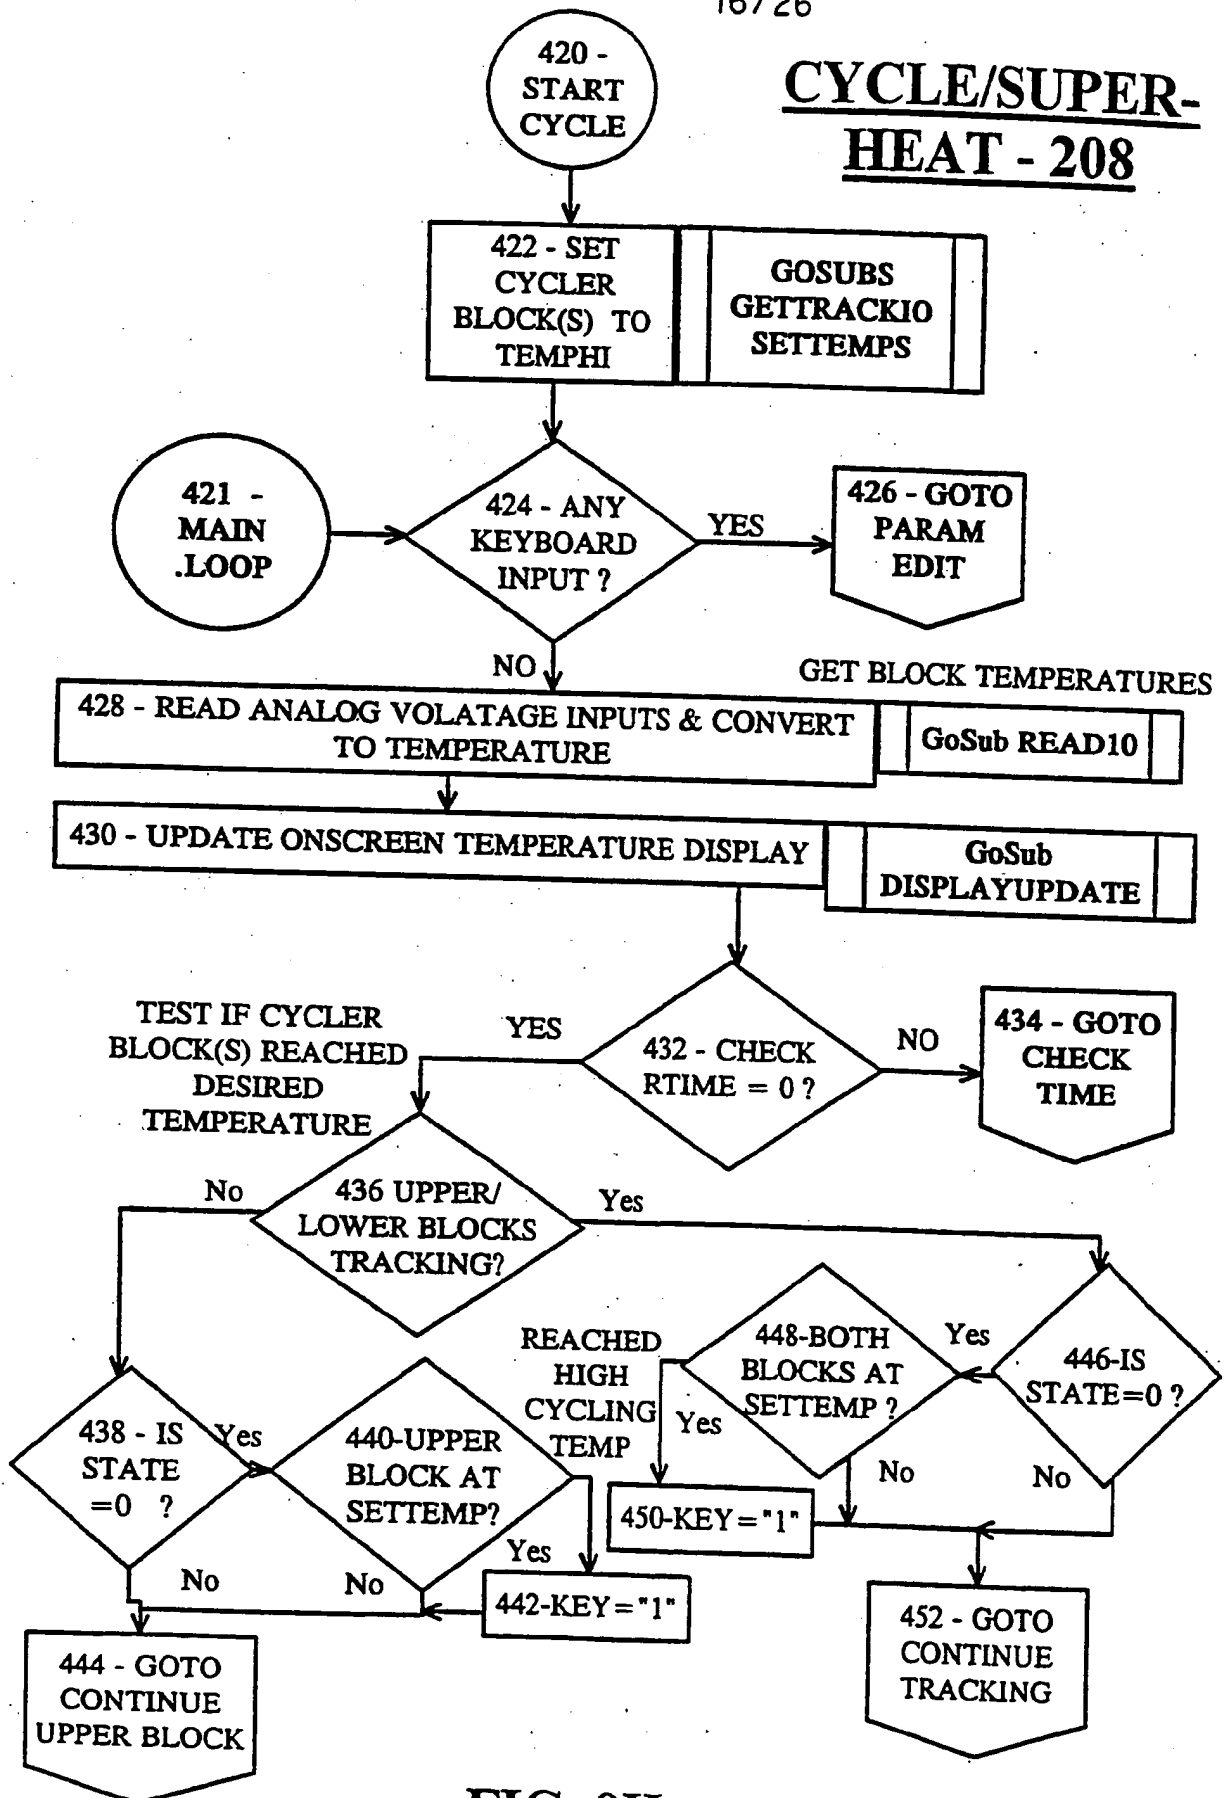 16/26
CYCLE/SUPER-
HEAT - 208
420 -
START
CYCLE
422 - SET
CYCLER
BLOCK(S) TO
TEMPHI
GOSUBS
GETTRACKIO
SETTEMPS
421 -
MAIN
.LOOP
424 - ANY
KEYBOARD
INPUT ?
YES
426 - GOTO
PARAM
EDIT
NO
GET BLOCK TEMPERATURES
428 - READ ANALOG VOLATAGE INPUTS & CONVERT
TO TEMPERATURE
GoSub READ10
430 - UPDATE ONSCREEN TEMPERATURE DISPLAY
GoSub
DISPLAYUPDATE
TEST IF CYCLER
BLOCK(S) REACHED
DESIRED
TEMPERATURE
YES
432 - CHECK
RTIME = 0 ?
NO
434 - GOTO
CHECK
TIME
No
436 UPPER/
LOWER BLOCKS
TRACKING?
Yes
438 - IS
STATE
=0 ?
Yes
440-UPPER
BLOCK AT
SETTEMP?
REACHED
HIGH
CYCLING
TEMP
Yes
448-BOTH
BLOCKS AT
SETTEMP ?
Yes
446-IS
STATE=0 ?
No
No
450-KEY="1"
Yes
No
No
442-KEY="1"
444 - GOTO
CONTINUE
UPPER BLOCK
452 - GOTO
CONTINUE
TRACKING